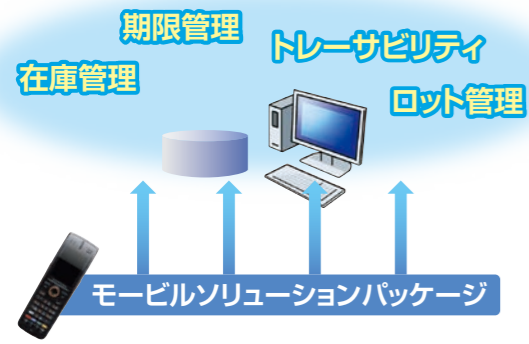 期限管理
トレーサビリティ
在庫管理
ロット管理
モービルソリューションパッケージ